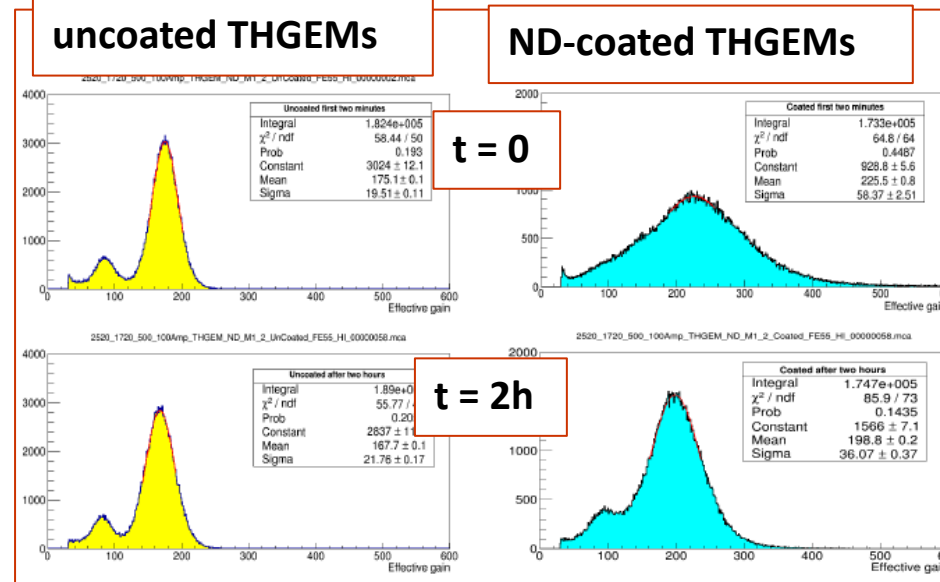 uncoated THGEMs
ND-coated THGEMs
4000
3000
2000
1000
0
0 100 200 300 400 500 600
Effective gain
Uncoated first two minutes
Integral 1.824e+005
χ² / ndf 58.44 / 50
Prob 0.193
Constant 3024 ± 12.1
Mean 175.1 ± 0.1
Sigma 19.51 ± 0.11
t = 0
2000
1000
500
0
0 100 200 300 400 500
Effective gain
Coated first two minutes
Integral 1.733e+005
χ² / ndf 64.8 / 64
Prob 0.4487
Constant 928.8 ± 5.6
Mean 225.5 ± 0.8
Sigma 58.37 ± 2.51
2520_1720_500_100Amp_THGEM_ND_M1_2_UnCoated_FE55_HI_00000058.mca
4000
3000
2000
1000
0
0 100 200 300 400 500 600
Effective gain
Uncoated after two hours
Integral
χ² / ndf 55.77 /
Prob
Constant 2837 ±
Mean 167.7 ± 0.1
Sigma 21.76 ± 0.17
t = 2h
2520_1720_500_100Amp_THGEM_ND_M1_2_Coated_FE55_HI_00000058.mca
2000
1000
500
0
0 100 200 300 400 500
Effective
Coated after two hours
Integral 1.747e+005
χ² / ndf 85.9 / 73
Prob 0.1435
Constant 1566 ± 7.1
Mean 198.8 ± 0.2
Sigma 36.07 ± 0.37